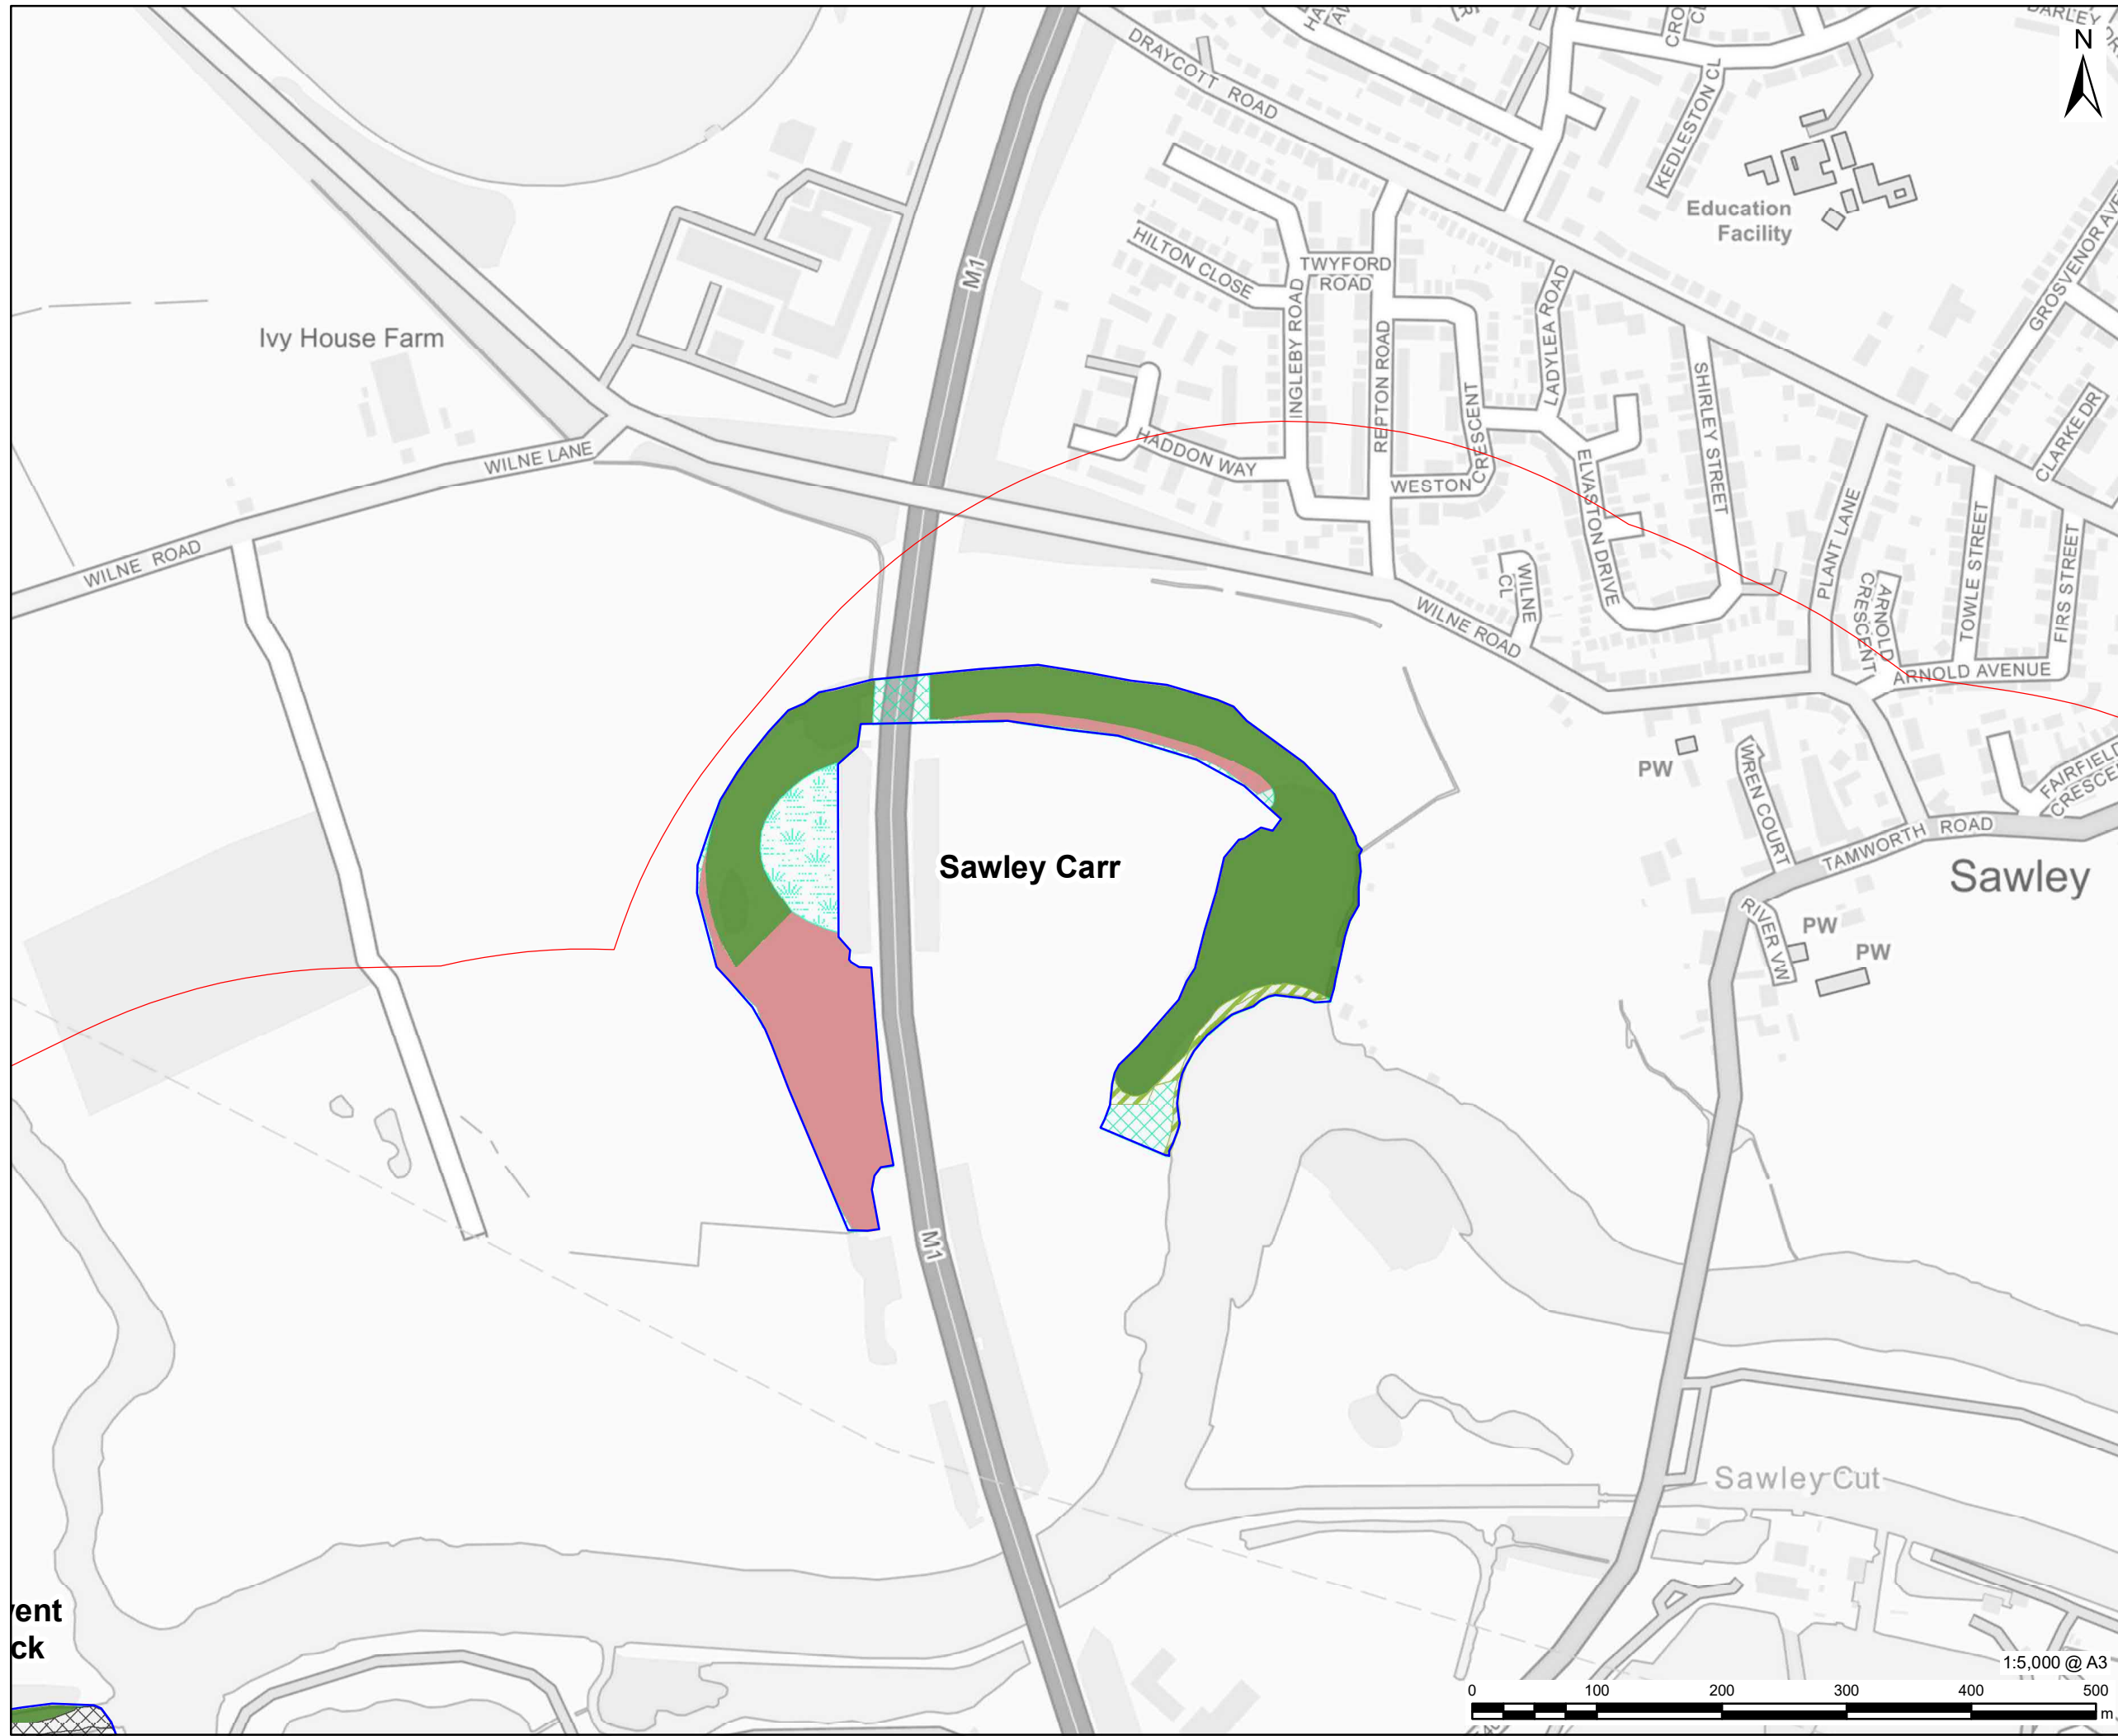 DRAYCOTT ROAD
DARLEY
N
KEDLESTON CL
Education
Facility
GROSVENOR AVE
M1
HILTON CLOSE
TWYFORD
ROAD
INGLEBY ROAD
REPTON ROAD
LADYLEA ROAD
SHIRLEY STREET
CLARKE DR
Ivy House Farm
WILNE LANE
HADDON WAY
WESTON
CRESCENT
ELVASTON DRIVE
PLANT LANE
TOWLE STREET
FIRS STREET
WILNE ROAD
WILNE
CL
WILNE ROAD
ARNOLD
CRESCENT
ARNOLD AVENUE
PW
WREN COURT
FAIRFIELD
CRESCENT
TAMWORTH ROAD
Sawley Carr
Sawley
RIVER VW
PW
PW
M1
Sawley Cut
vent
ck
1:5,000 @ A3
0 100 200 300 400 500
m